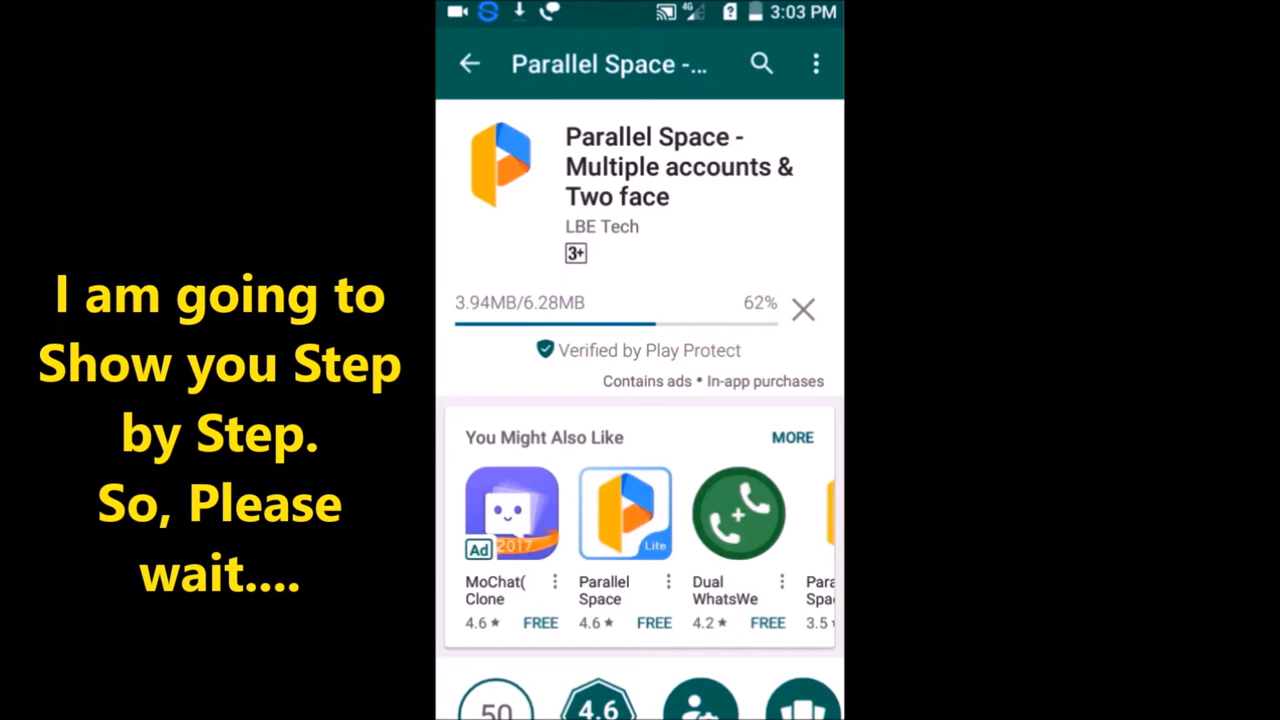 4G 3:03 PM
Parallel Space -...
Parallel Space -
Multiple accounts &
Two face
LBE Tech
3+
3.94MB/6.28MB 62%
Verified by Play Protect
Contains ads • In-app purchases
I am going to
Show you Step
by Step.
So, Please
wait....
You Might Also Like MORE
Ad 2017
Lite
MoChat(
Clone
4.6 ★ FREE
Parallel
Space
4.6 ★ FREE
Dual
WhatsWe
4.2 ★ FREE
Para
Spac
3.5
50
4.6